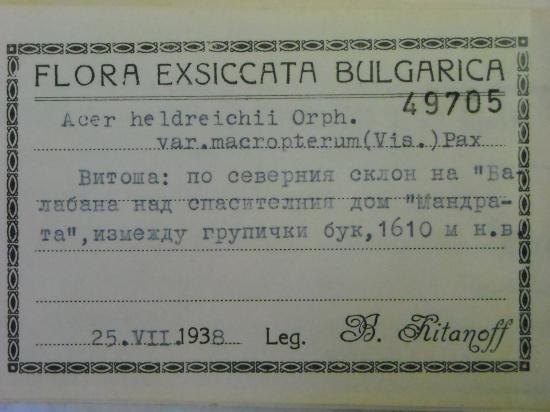 FLORA EXSICCATA BULGARICA
49705
Acer heldreichii Orph.
var.macropterum(Vis.)Pax
Витоша: по северния склон на "Ба-
лабана над спасителния дом "Мандра-
та",измежду групички бук,1610 м н.в.
25.VII.1938 Leg. B. Kitanoff